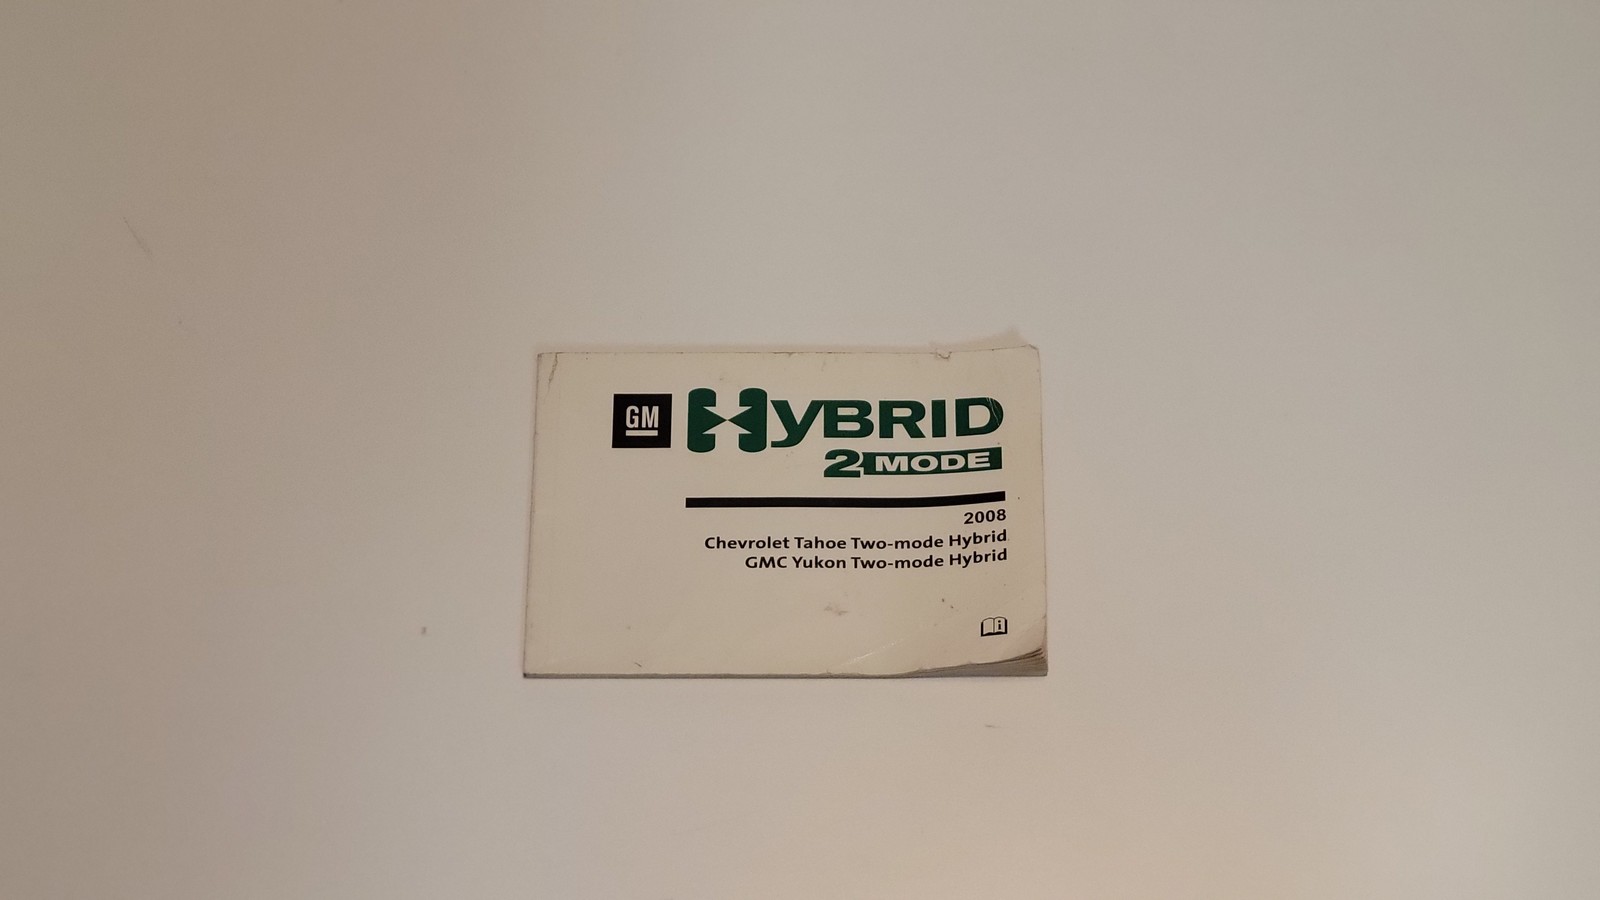 GM
HYBRID
2 MODE
2008
Chevrolet Tahoe Two-mode Hybrid
GMC Yukon Two-mode Hybrid
i